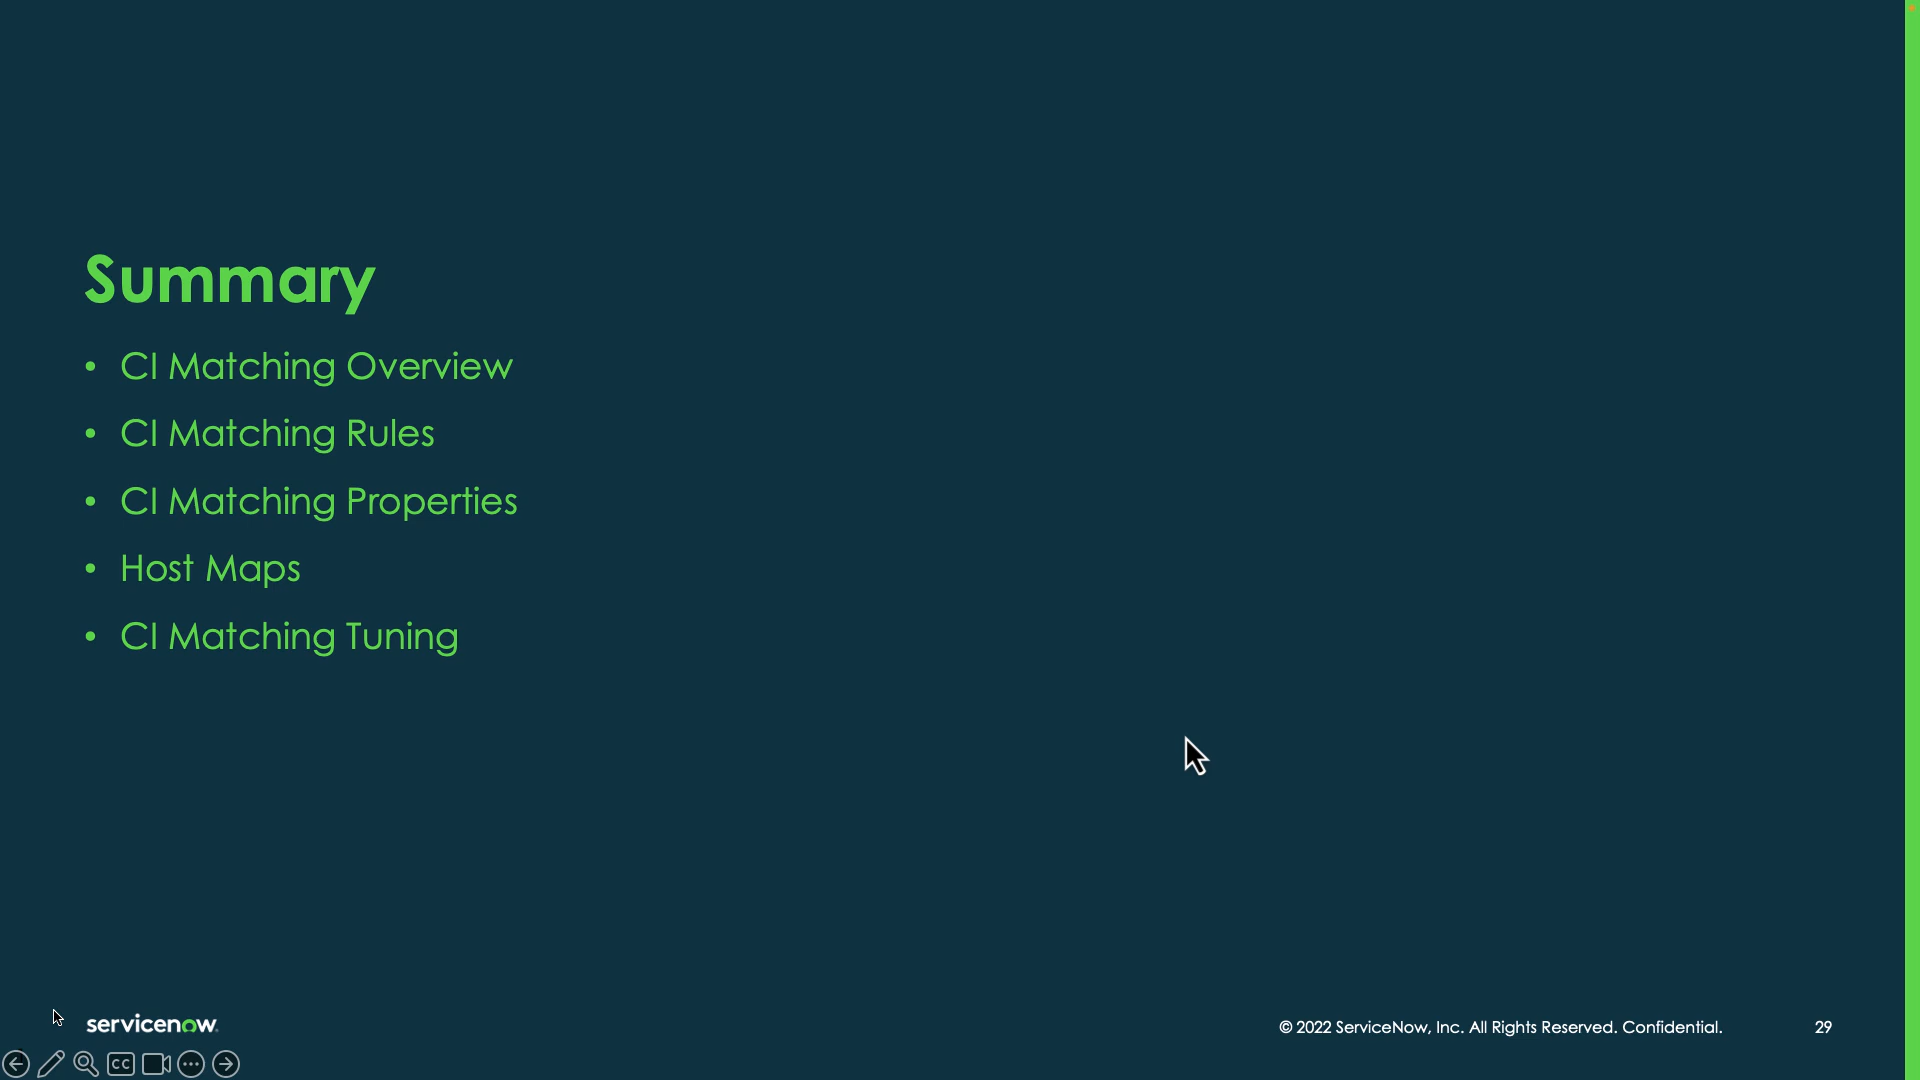 Summary
• CI Matching Overview
• CI Matching Rules
• CI Matching Properties
• Host Maps
• CI Matching Tuning
servicenow
© 2022 ServiceNow, Inc. All Rights Reserved. Confidential.
29
CC